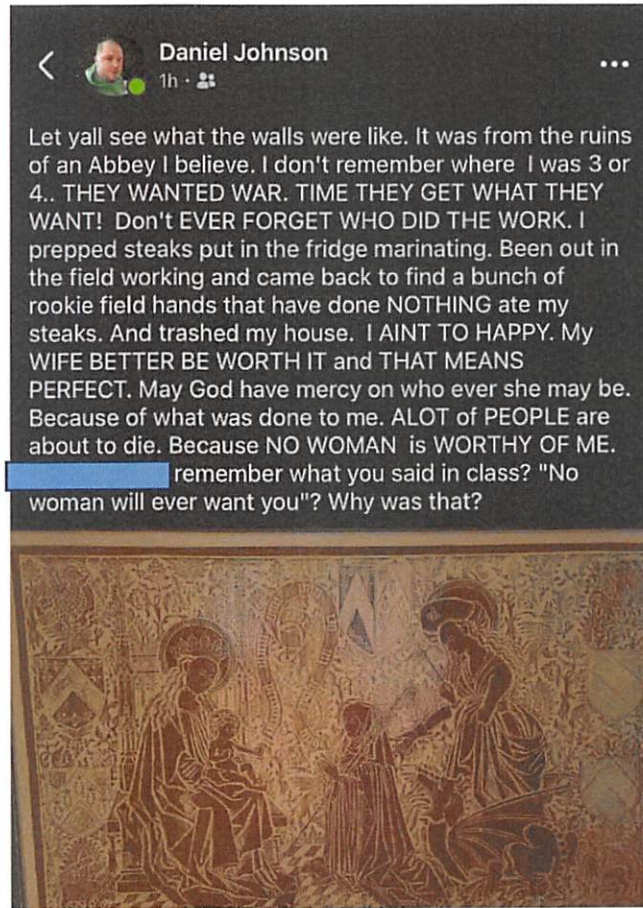 Daniel Johnson
1h
Let yall see what the walls were like. It was from the ruins
of an Abbey I believe. I don't remember where I was 3 or
4.. THEY WANTED WAR. TIME THEY GET WHAT THEY
WANT! Don't EVER FORGET WHO DID THE WORK. I
prepped steaks put in the fridge marinating. Been out in
the field working and came back to find a bunch of
rookie field hands that have done NOTHING ate my
steaks. And trashed my house. I AINT TO HAPPY. My
WIFE BETTER BE WORTH IT and THAT MEANS
PERFECT. May God have mercy on who ever she may be.
Because of what was done to me. ALOT of PEOPLE are
about to die. Because NO WOMAN is WORTHY OF ME.
remember what you said in class? "No
woman will ever want you"? Why was that?